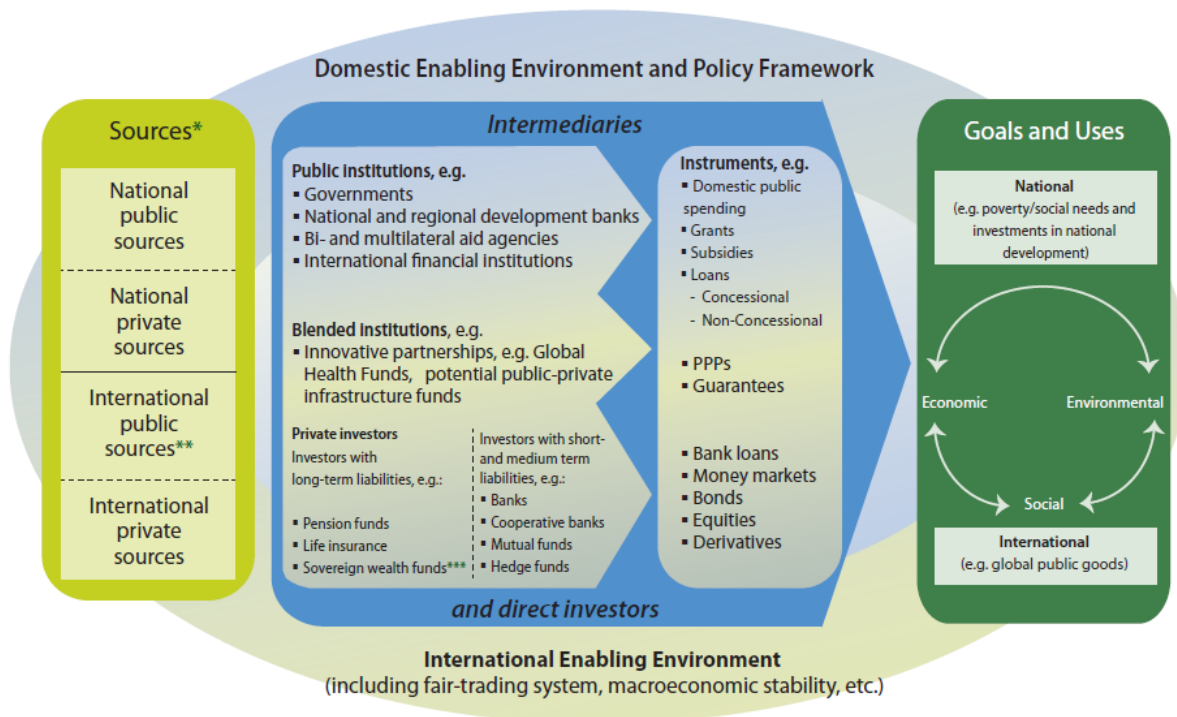 Domestic Enabling Environment and Policy Framework
Sources*
National
public
sources
National
private
sources
International
public
sources**
International
private
sources
Intermediaries
Public institutions, e.g.
▪ Governments
▪ National and regional development banks
▪ Bi- and multilateral aid agencies
▪ International financial institutions
Blended institutions, e.g.
▪ Innovative partnerships, e.g. Global
Health Funds, potential public-private
infrastructure funds
Private investors
Investors with
long-term liabilities, e.g.:
▪ Pension funds
▪ Life insurance
▪ Sovereign wealth funds***
Investors with short-
and medium term
liabilities, e.g.:
▪ Banks
▪ Cooperative banks
▪ Mutual funds
▪ Hedge funds
Instruments, e.g.
▪ Domestic public
spending
▪ Grants
▪ Subsidies
▪ Loans
- Concessional
- Non-Concessional
▪ PPPs
▪ Guarantees
▪ Bank loans
▪ Money markets
▪ Bonds
▪ Equities
▪ Derivatives
and direct investors
Goals and Uses
National
(e.g. poverty/social needs and
investments in national
development)
Economic
Environmental
Social
International
(e.g. global public goods)
International Enabling Environment
(including fair-trading system, macroeconomic stability, etc.)